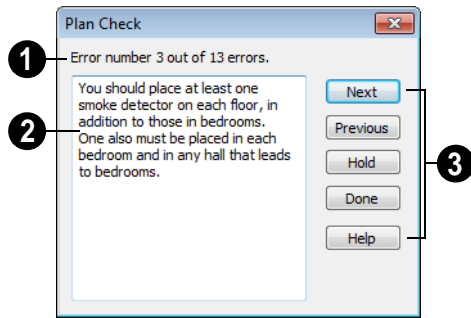 Plan Check
1
Error number 3 out of 13 errors.
2
You should place at least one
smoke detector on each floor, in
addition to those in bedrooms.
One also must be placed in each
bedroom and in any hall that leads
to bedrooms.
Next
Previous
Hold
Done
Help
3